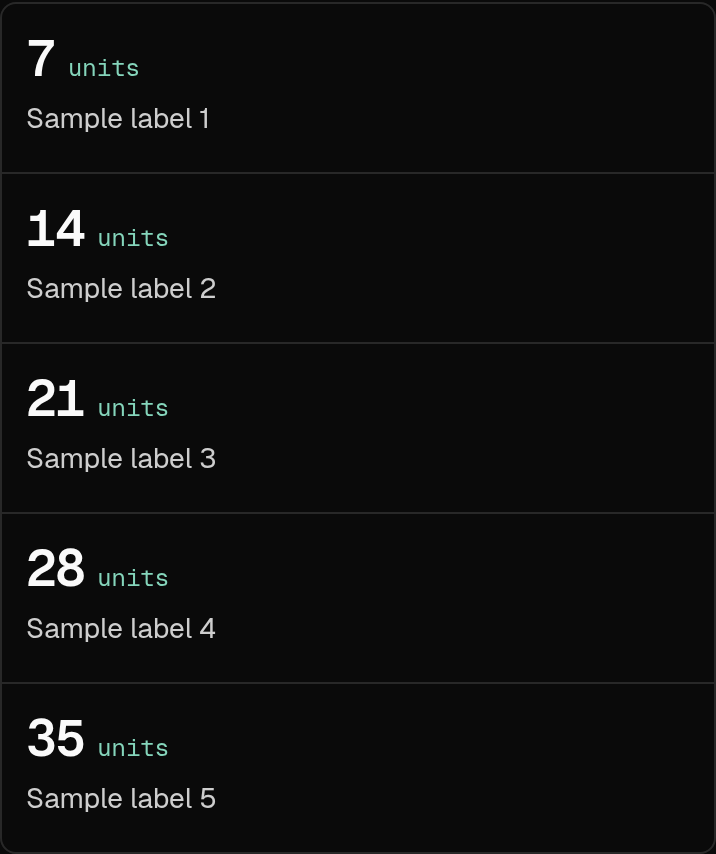 7 units
Sample label 1
14 units
Sample label 2
21 units
Sample label 3
28 units
Sample label 4
35 units
Sample label 5